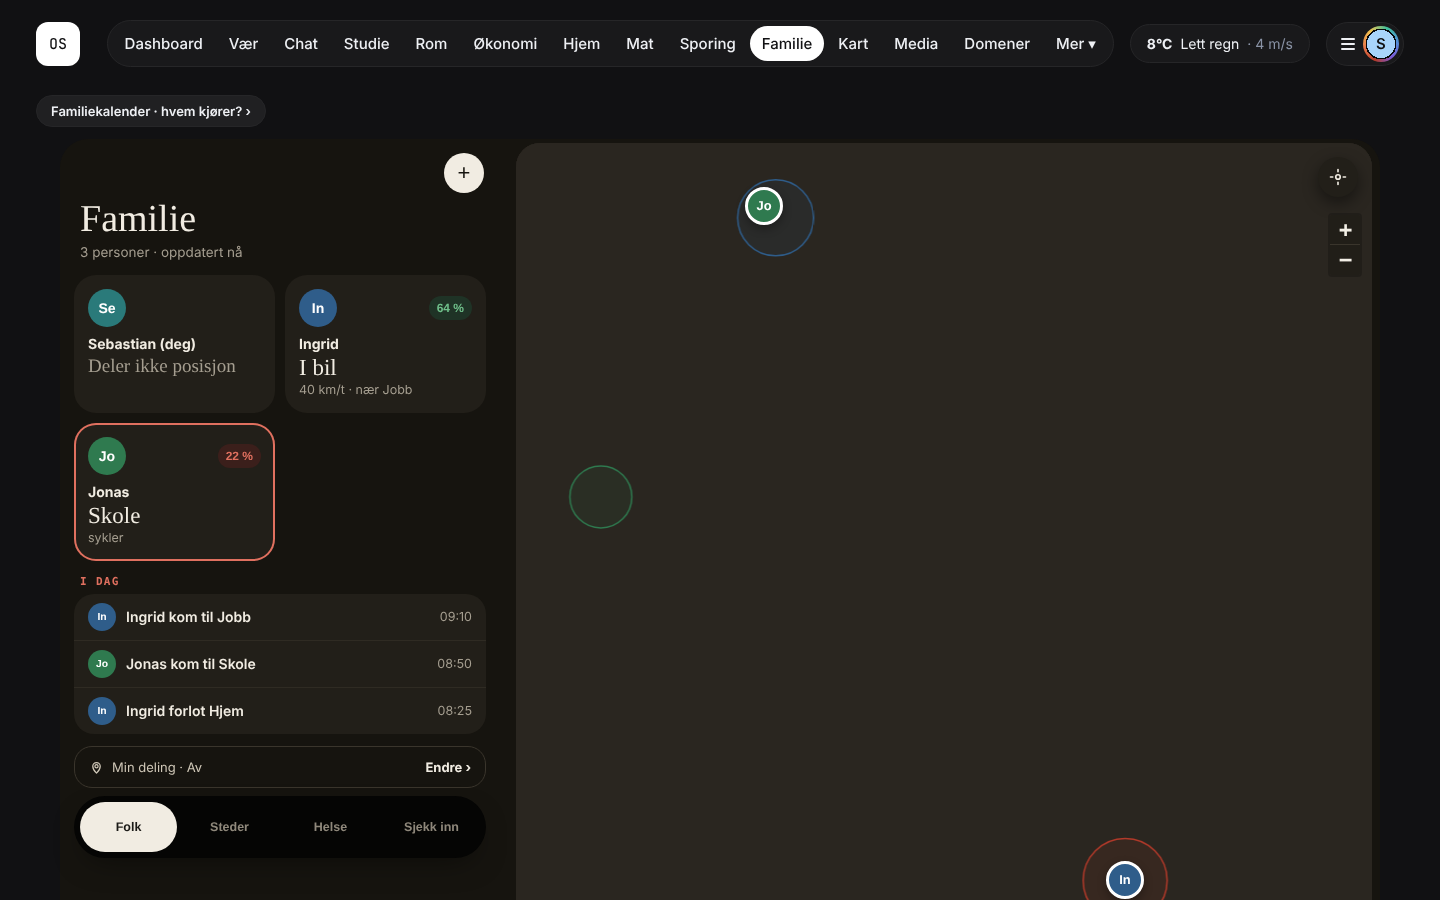 OS
Dashboard Vær Chat Studie Rom Økonomi Hjem Mat Sporing Familie Kart Media Domener Mer ▾
8°C Lett regn · 4 m/s
S
Familiekalender · hvem kjører? ›
+
Familie
3 personer · oppdatert nå
Se
Sebastian (deg)
Deler ikke posisjon
In
64 %
Ingrid
I bil
40 km/t · nær Jobb
Jo
22 %
Jonas
Skole
sykler
I DAG
In Ingrid kom til Jobb 09:10
Jo Jonas kom til Skole 08:50
In Ingrid forlot Hjem 08:25
Min deling · Av Endre ›
Folk Steder Helse Sjekk inn
Jo
+
−
In